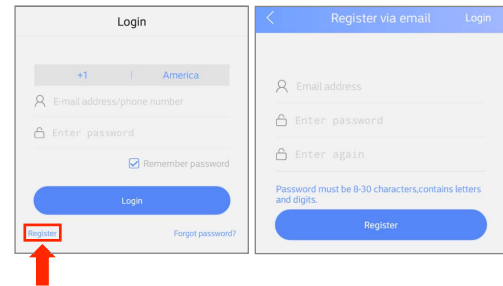 Login
+1 America
E-mail address/phone number
Enter password
Remember password
Login
Register Forgot password?
Register via email Login
Email address
Enter password
Enter again
Password must be 8-30 characters,contains letters
and digits.
Register